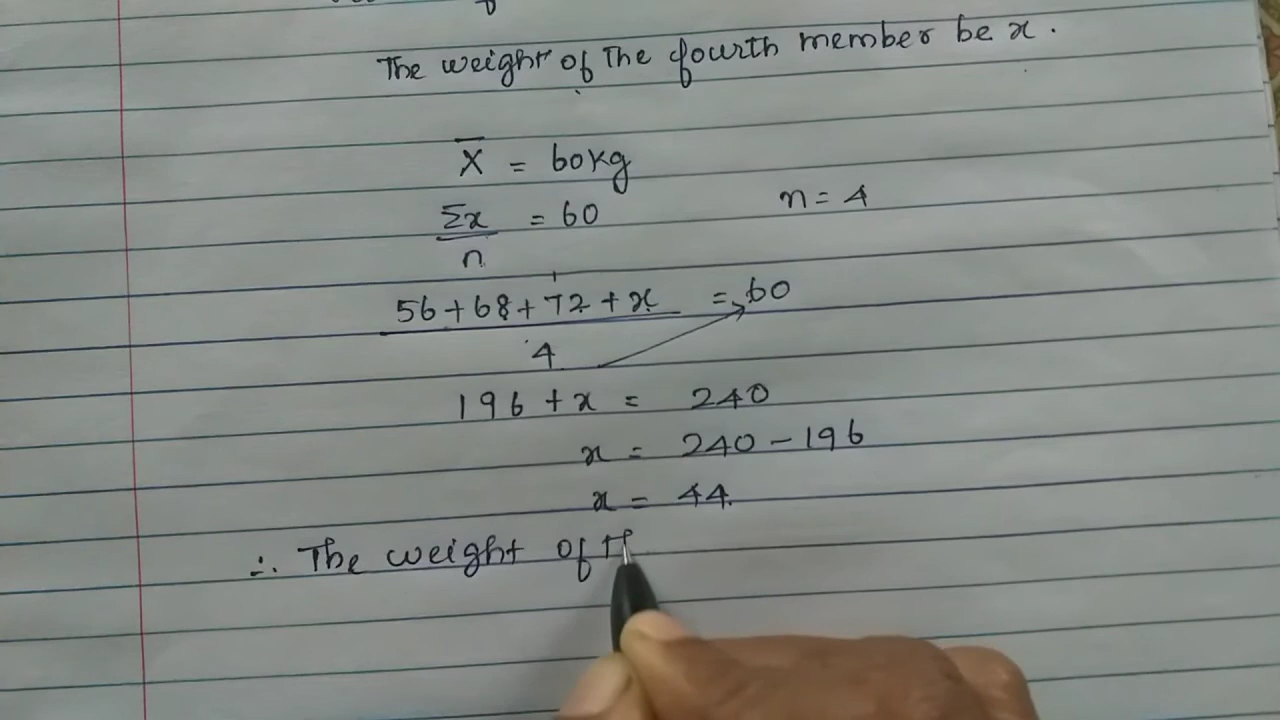 The weight of The fourth member be x.
X̅ = 60kg
Σx/n = 60 n = 4
56+68+72+x/4 = 60
196 + x = 240
x = 240 - 196
x = 44.
∴ The weight of